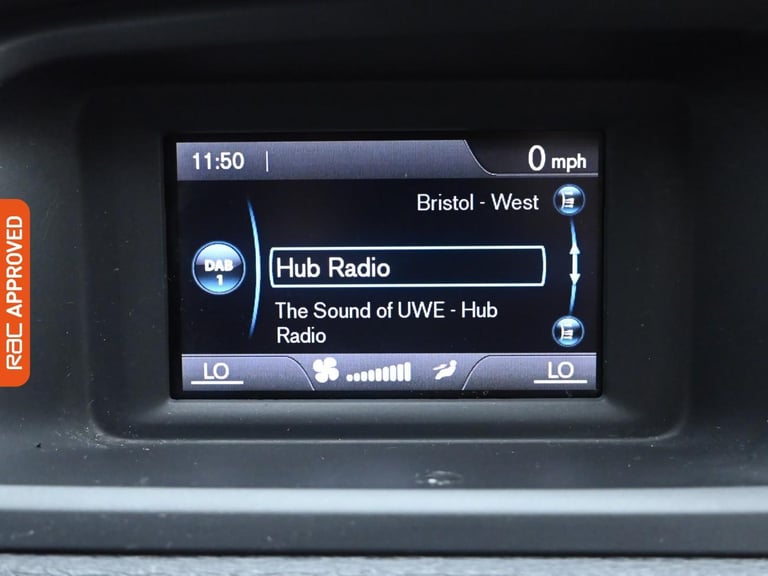 11:50
0 mph
Bristol - West
DAB
1
Hub Radio
The Sound of UWE - Hub
Radio
LO
LO
RAC APPROVED